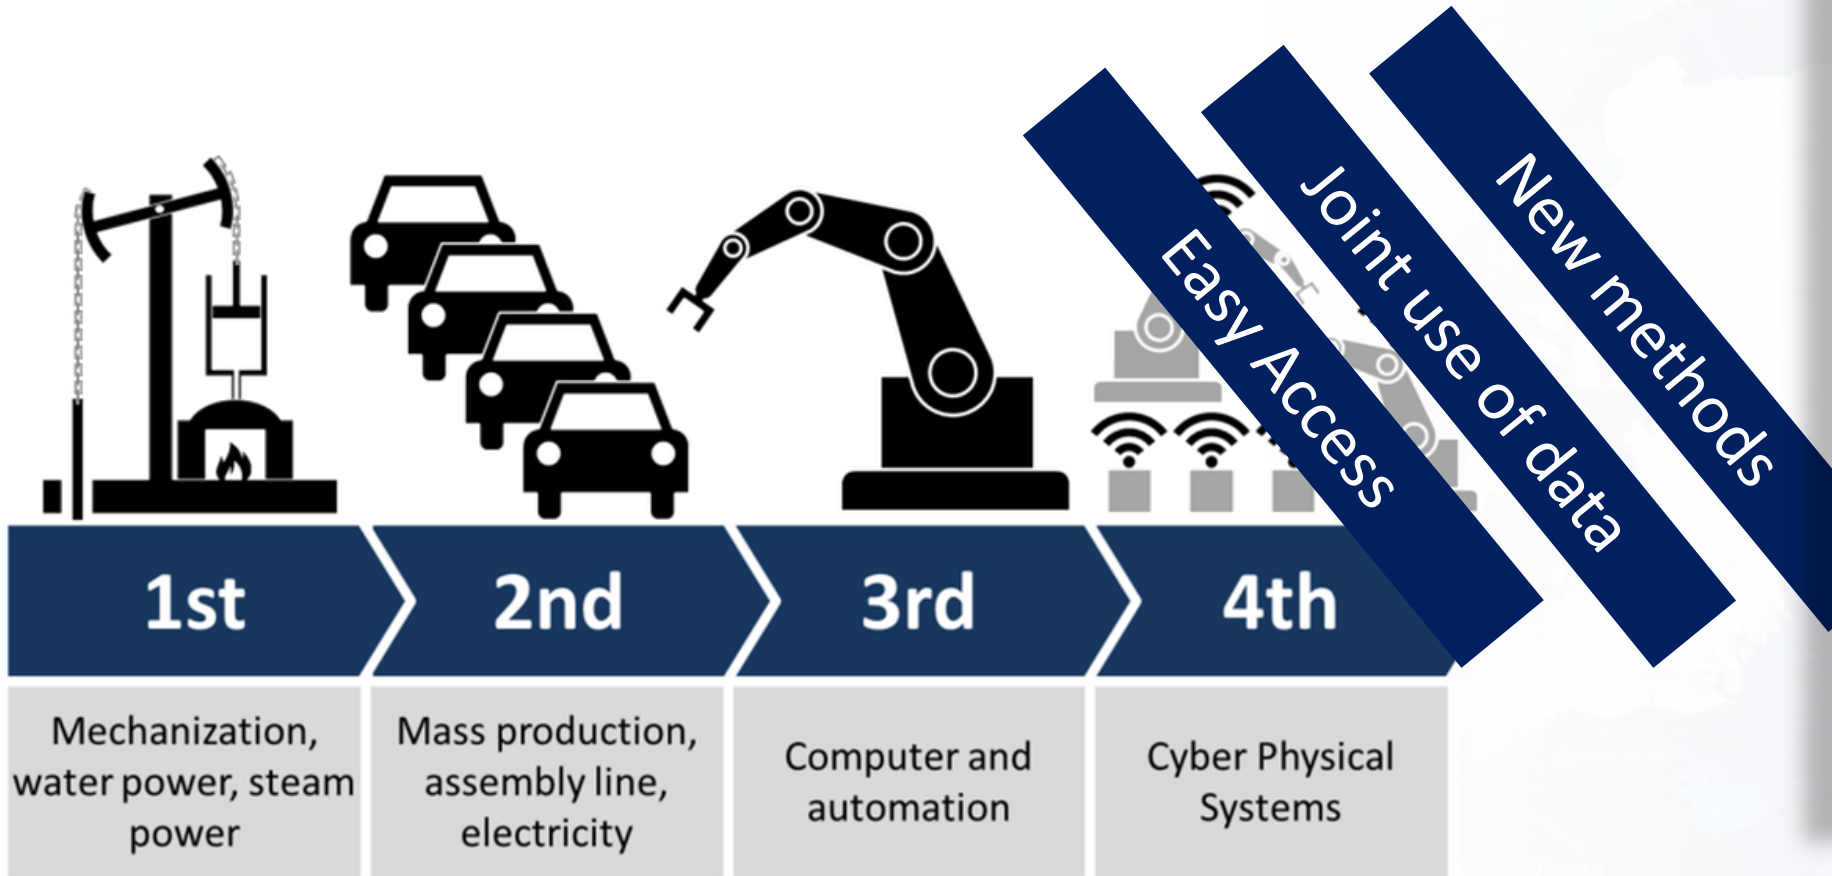 Easy Access
Joint use of data
New methods
1st
2nd
3rd
4th
Mechanization,
water power, steam
power
Mass production,
assembly line,
electricity
Computer and
automation
Cyber Physical
Systems